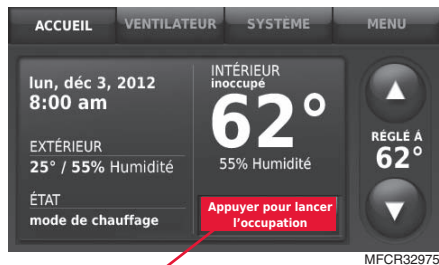 ACCUEIL VENTILATEUR SYSTÈME MENU
lun, déc 3, 2012
8:00 am
EXTÉRIEUR
25° / 55% Humidité
ÉTAT
mode de chauffage
INTÉRIEUR
inoccupé
62°
55% Humidité
Appuyer pour lancer
l'occupation
RÉGLÉ À
62°
MFCR32975